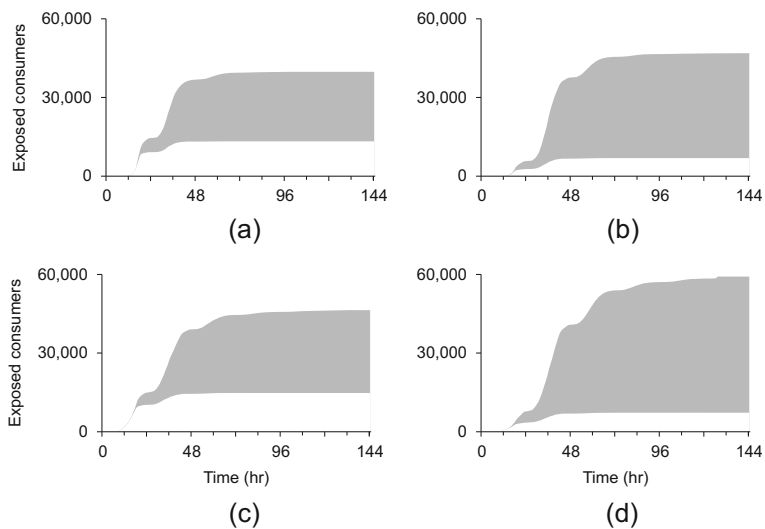 60,000
30,000
0
Exposed consumers
0 48 96 144
(a)
60,000
30,000
0
0 48 96 144
(b)
60,000
30,000
0
Exposed consumers
0 48 96 144
Time (hr)
(c)
60,000
30,000
0
0 48 96 144
Time (hr)
(d)